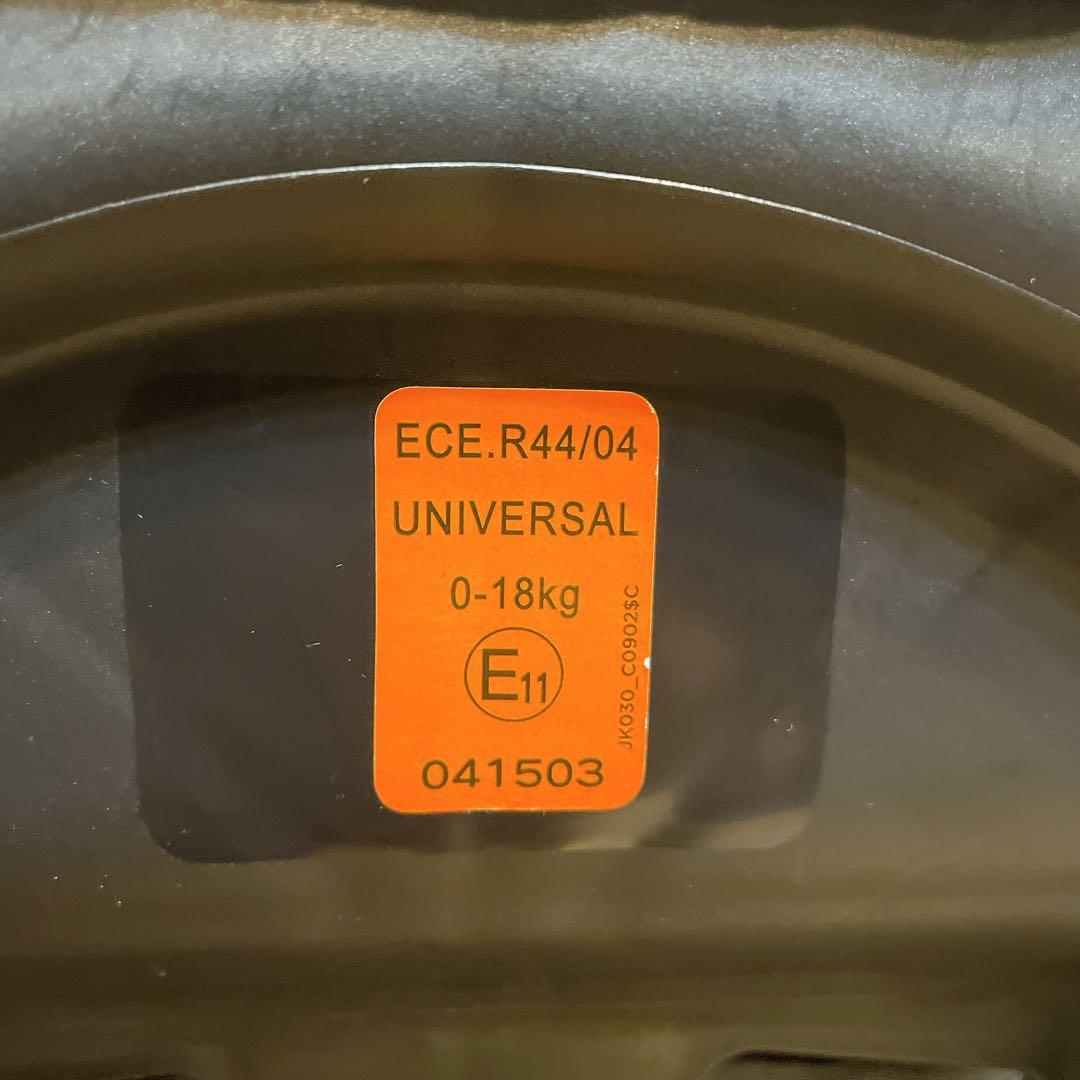 ECE.R44/04
UNIVERSAL
0-18kg
E11
041503
JK030_C0902$C